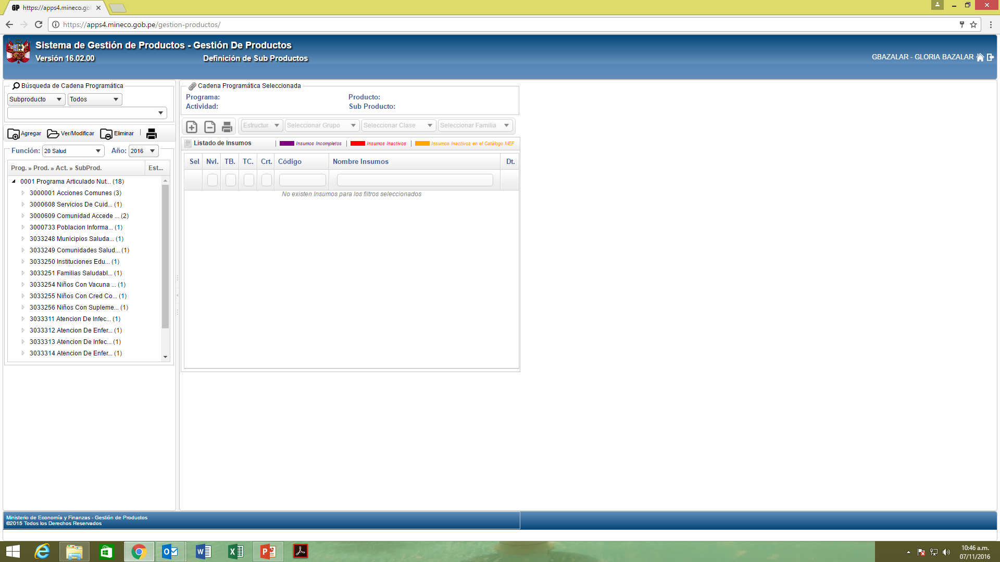 GP https://apps4.mineco.go
https://apps4.mineco.gob.pe/gestion-productos/
Sistema de Gestión de Productos - Gestión De Productos
Versión 16.02.00
Definición de Sub Productos
GBAZALAR - GLORIA BAZALAR
Búsqueda de Cadena Programática
Subproducto
Todos
Agregar
Ver/Modificar
Eliminar
Función: 20 Salud
Año: 2016
Prog. » Prod. » Act. » SubProd.
Est...
0001 Programa Articulado Nut... (18)
3000001 Acciones Comunes (3)
3000608 Servicios De Cuid... (1)
3000609 Comunidad Accede ... (2)
3000733 Poblacion Informa... (1)
3033248 Municipios Saluda... (1)
3033249 Comunidades Salud... (1)
3033250 Instituciones Edu... (1)
3033251 Familias Saludabl... (1)
3033254 Niños Con Vacuna ... (1)
3033255 Niños Con Cred Co... (1)
3033256 Niños Con Supleme... (1)
3033311 Atencion De Infec... (1)
3033312 Atencion De Enfer... (1)
3033313 Atencion De Infec... (1)
3033314 Atencion De Enfer... (1)
Cadena Programática Seleccionada
Programa:
Producto:
Actividad:
Sub Producto:
Estructur
Seleccionar Grupo
Seleccionar Clase
Seleccionar Familia
Listado de Insumos
Insumos Incompletos
Insumos Inactivos
Insumos Inactivos en el Catálogo MEF
Sel Nvl. TB. TC. Crt. Código Nombre Insumos Dt.
No existen Insumos para los filtros seleccionados
Ministerio de Economía y Finanzas - Gestión de Productos
©2015 Todos los Derechos Reservados
10:46 a.m.
07/11/2016